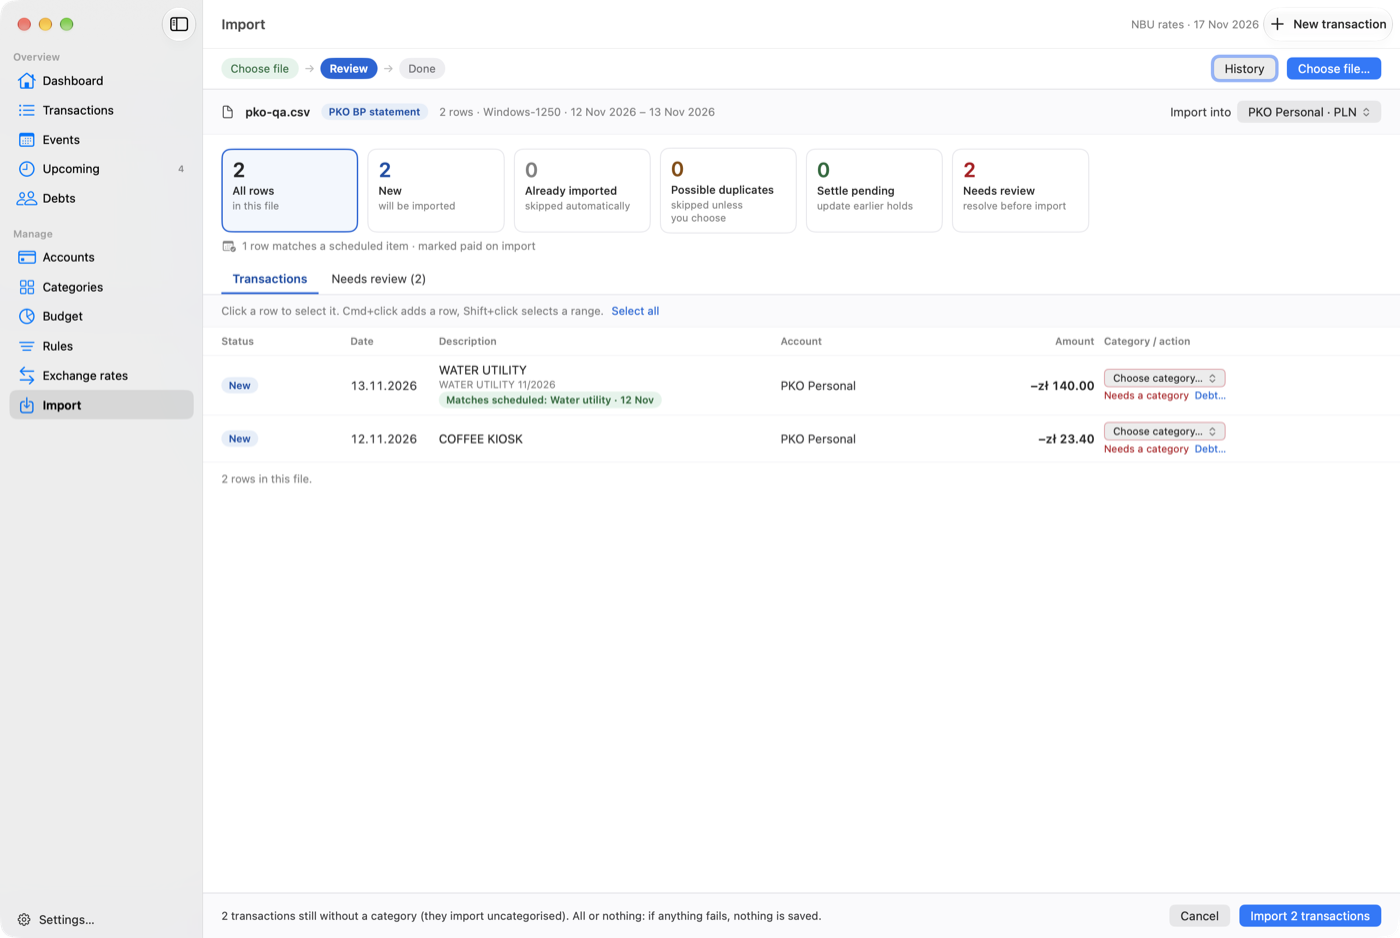 Import
NBU rates · 17 Nov 2026
New transaction
Overview
Dashboard
Transactions
Events
Upcoming 4
Debts
Manage
Accounts
Categories
Budget
Rules
Exchange rates
Import
Settings...
Choose file → Review → Done
History
Choose file...
pko-qa.csv PKO BP statement 2 rows · Windows-1250 · 12 Nov 2026 – 13 Nov 2026
Import into PKO Personal · PLN
2
All rows
in this file
2
New
will be imported
0
Already imported
skipped automatically
0
Possible duplicates
skipped unless
you choose
0
Settle pending
update earlier holds
2
Needs review
resolve before import
1 row matches a scheduled item · marked paid on import
Transactions Needs review (2)
Click a row to select it. Cmd+click adds a row, Shift+click selects a range. Select all
Status Date Description Account Amount Category / action
New 13.11.2026 WATER UTILITY
WATER UTILITY 11/2026
Matches scheduled: Water utility · 12 Nov
PKO Personal −zł 140.00 Choose category...
Needs a category Debt...
New 12.11.2026 COFFEE KIOSK PKO Personal −zł 23.40 Choose category...
Needs a category Debt...
2 rows in this file.
2 transactions still without a category (they import uncategorised). All or nothing: if anything fails, nothing is saved.
Cancel
Import 2 transactions